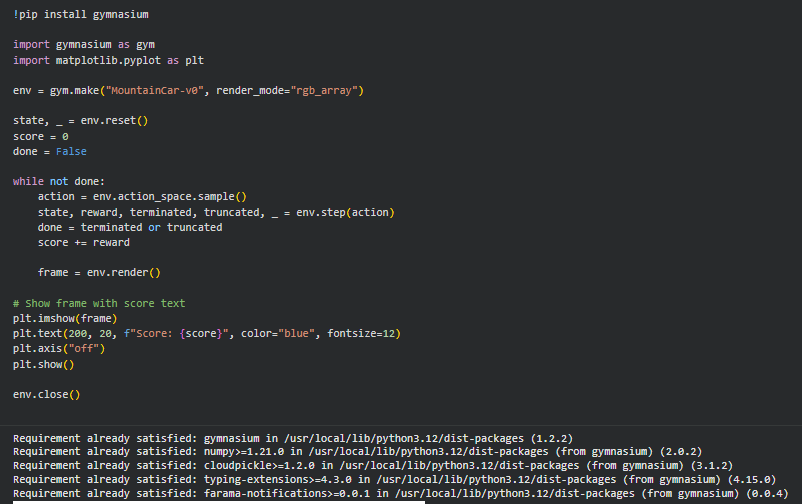 !pip install gymnasium
import gymnasium as gym
import matplotlib.pyplot as plt
env = gym.make("MountainCar-v0", render_mode="rgb_array")
state, _ = env.reset()
score = 0
done = False
while not done:
    action = env.action_space.sample()
    state, reward, terminated, truncated, _ = env.step(action)
    done = terminated or truncated
    score += reward
    frame = env.render()
# Show frame with score text
plt.imshow(frame)
plt.text(200, 20, f"Score: {score}", color="blue", fontsize=12)
plt.axis("off")
plt.show()
env.close()
Requirement already satisfied: gymnasium in /usr/local/lib/python3.12/dist-packages (1.2.2)
Requirement already satisfied: numpy>=1.21.0 in /usr/local/lib/python3.12/dist-packages (from gymnasium) (2.0.2)
Requirement already satisfied: cloudpickle>=1.2.0 in /usr/local/lib/python3.12/dist-packages (from gymnasium) (3.1.2)
Requirement already satisfied: typing-extensions>=4.3.0 in /usr/local/lib/python3.12/dist-packages (from gymnasium) (4.15.0)
Requirement already satisfied: farama-notifications>=0.0.1 in /usr/local/lib/python3.12/dist-packages (from gymnasium) (0.0.4)